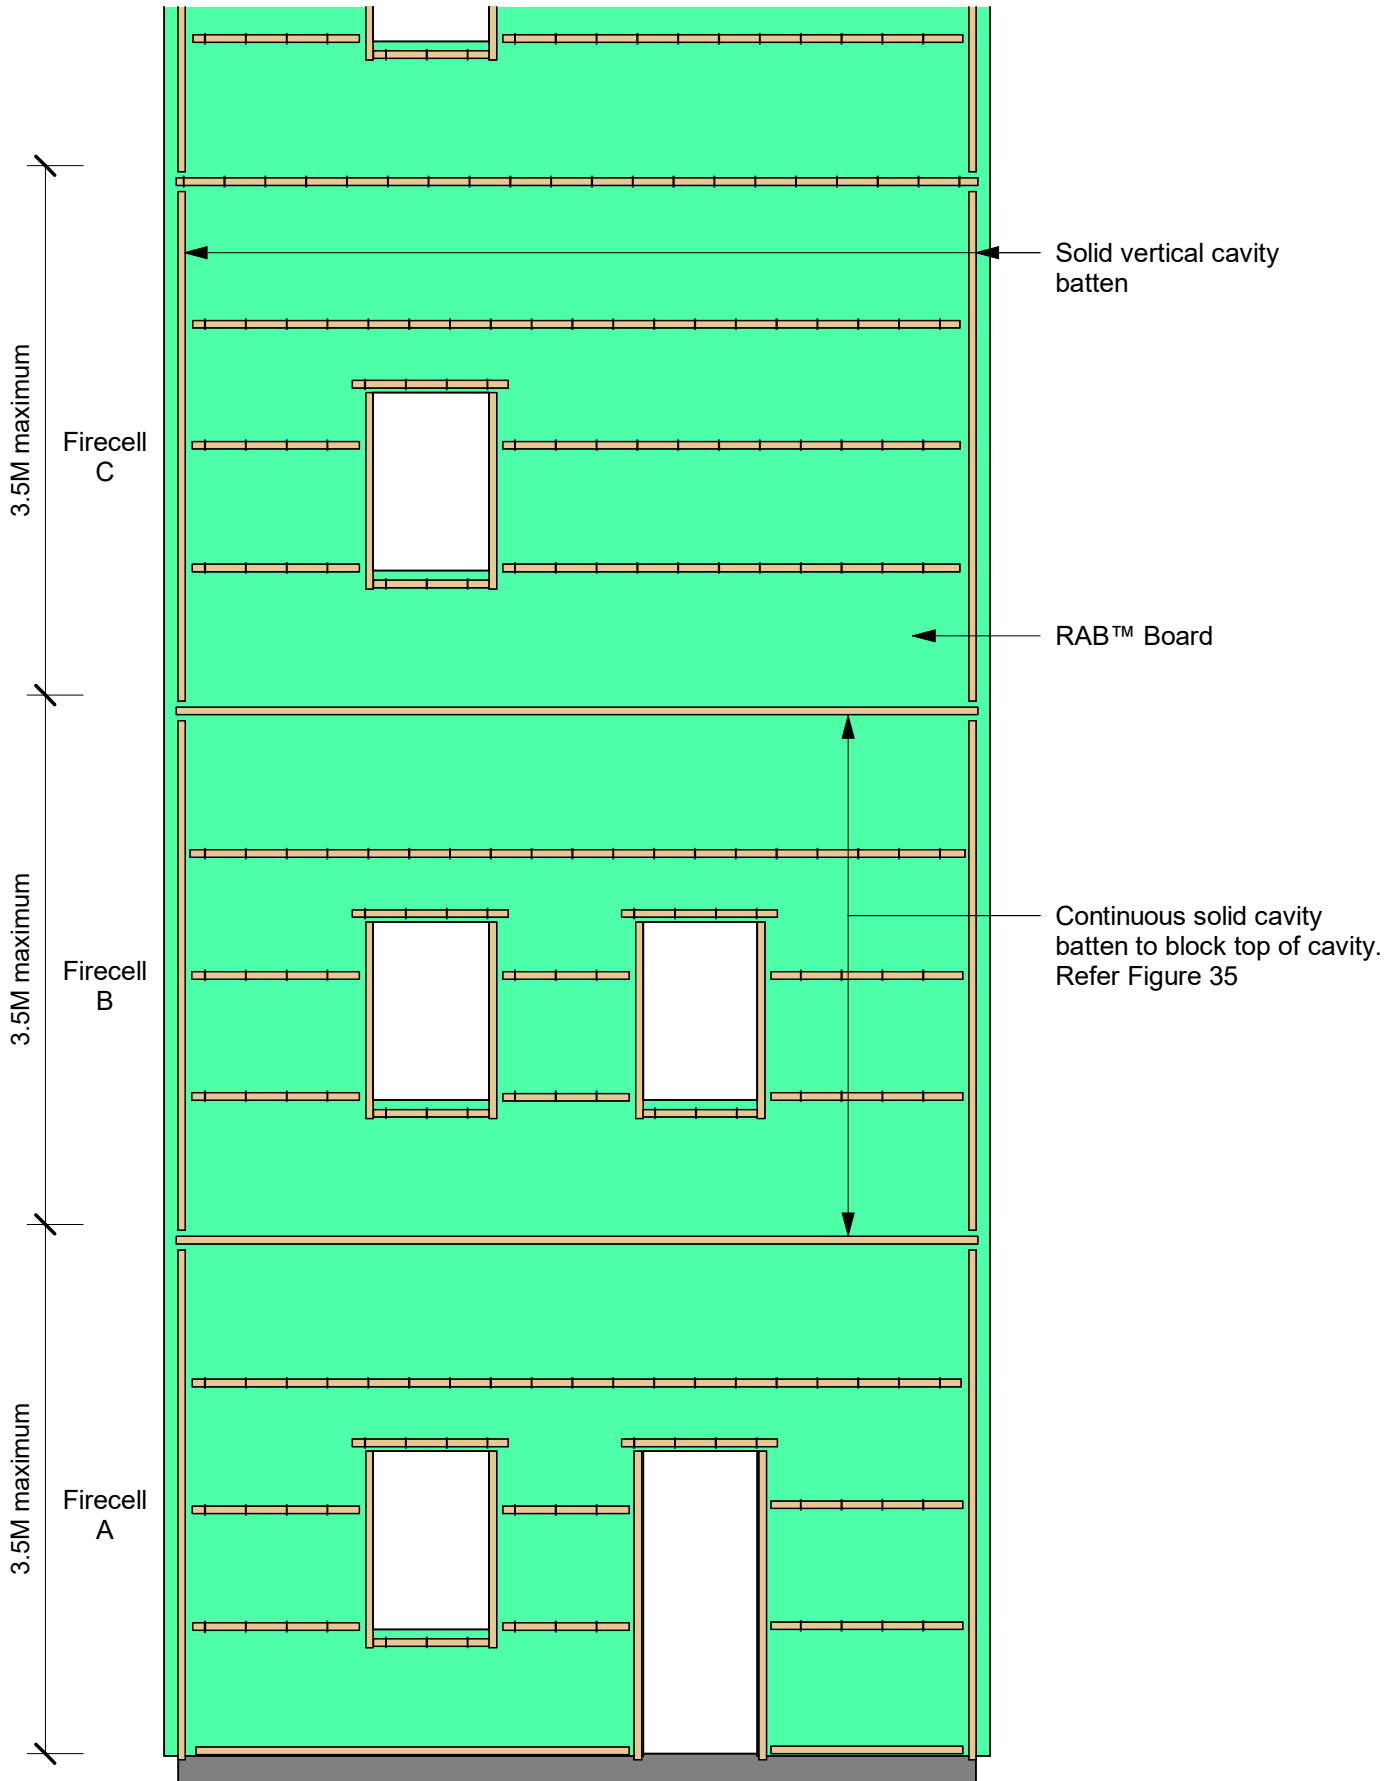 Solid vertical cavity
batten
3.5M maximum
Firecell
C
RAB™ Board
3.5M maximum
Firecell
B
Continuous solid cavity
batten to block top of cavity.
Refer Figure 35
3.5M maximum
Firecell
A